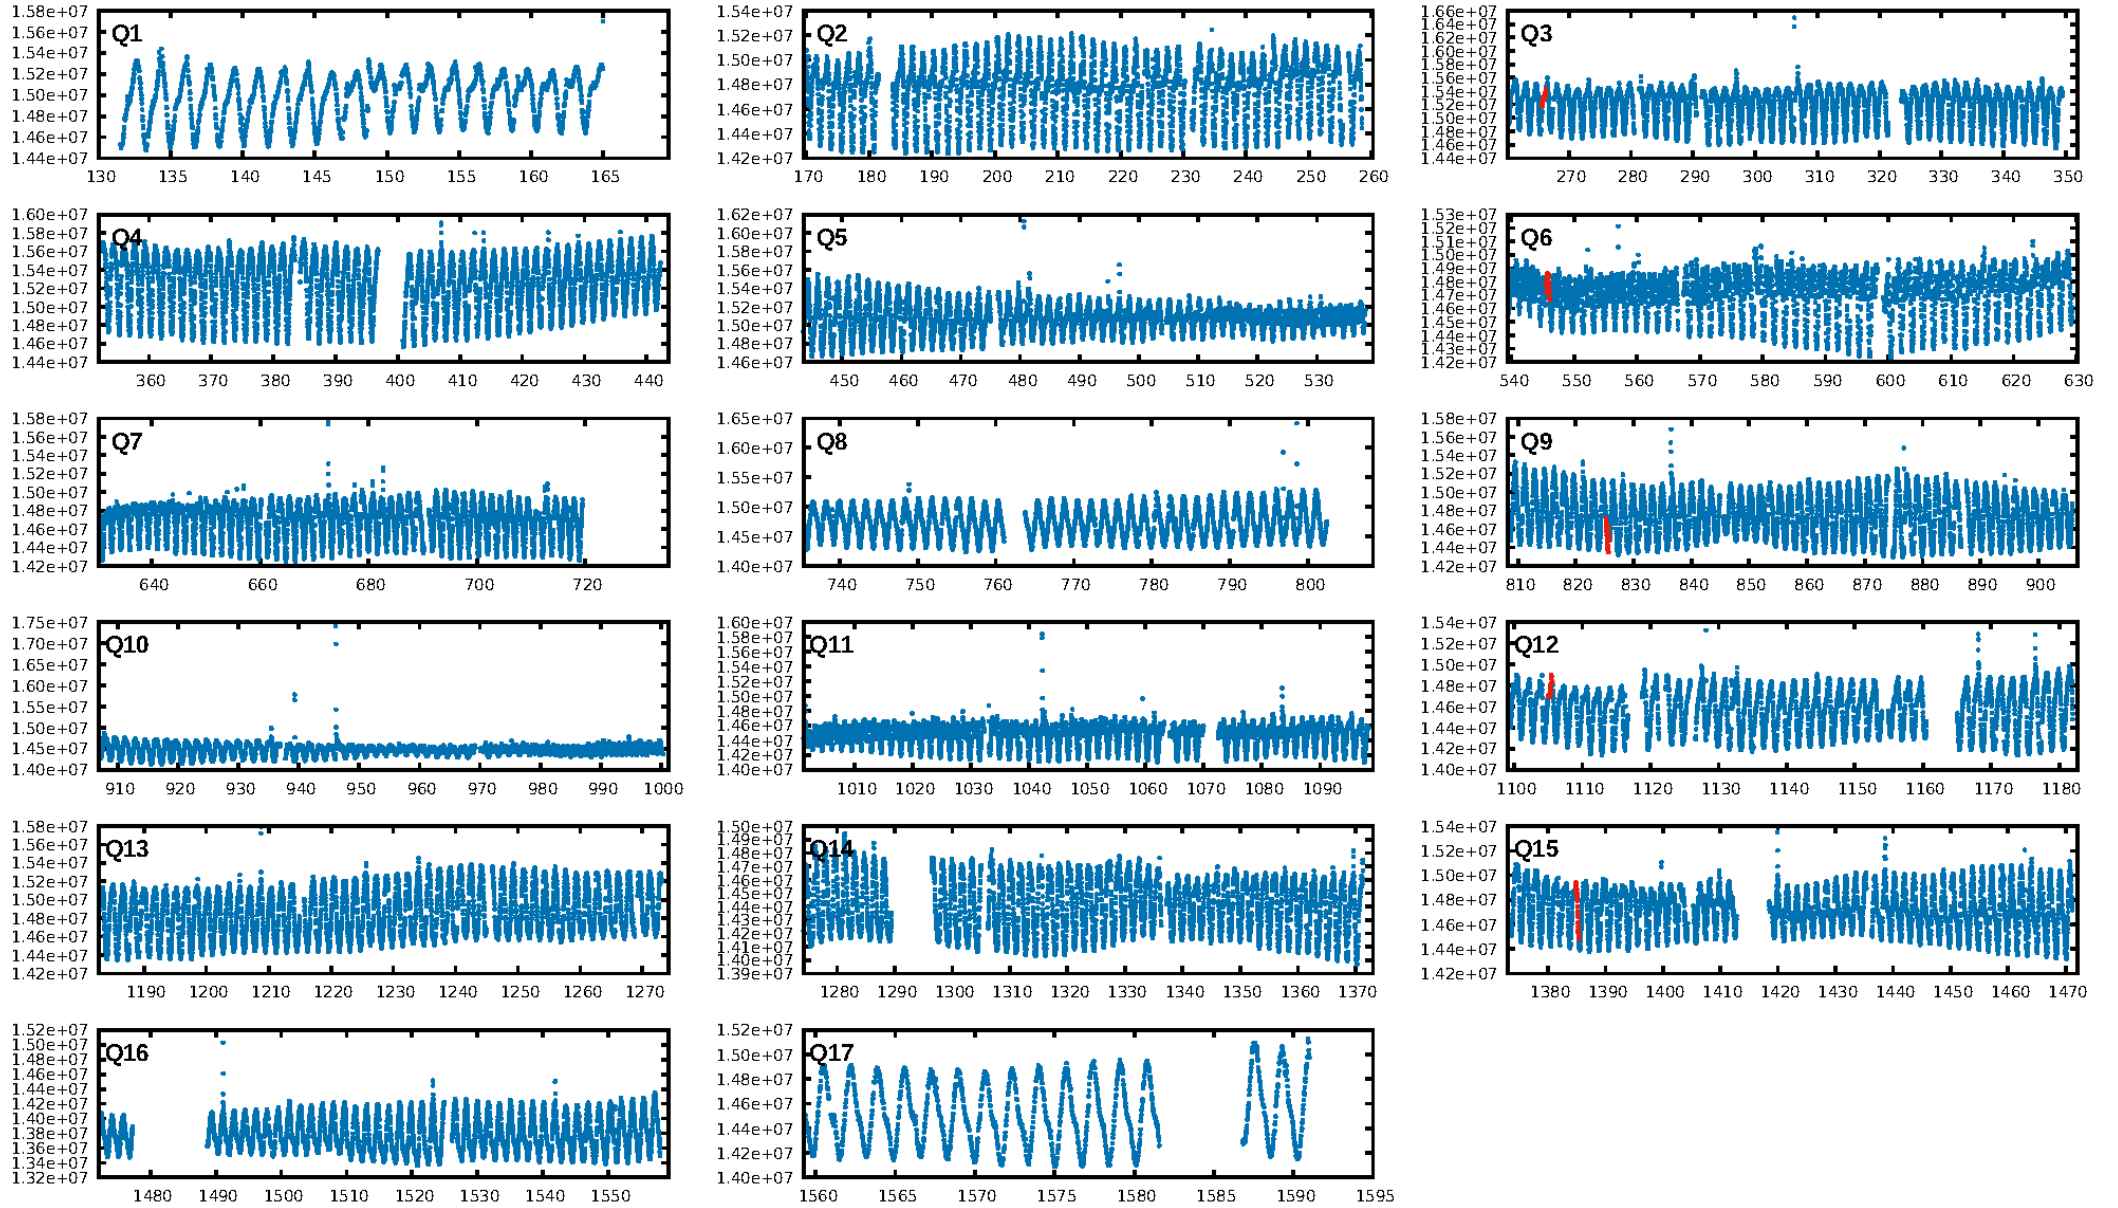 1.58e+07
Q1
1.56e+07
1.54e+07
1.52e+07
1.50e+07
1.48e+07
1.46e+07
1.44e+07
130 135 140 145 150 155 160 165
1.54e+07
Q2
1.52e+07
1.50e+07
1.48e+07
1.46e+07
1.44e+07
1.42e+07
170 180 190 200 210 220 230 240 250 260
1.66e+07
1.64e+07
Q3
1.62e+07
1.60e+07
1.58e+07
1.56e+07
1.54e+07
1.52e+07
1.50e+07
1.48e+07
1.46e+07
1.44e+07
270 280 290 300 310 320 330 340 350
1.60e+07
1.58e+07
Q4
1.56e+07
1.54e+07
1.52e+07
1.50e+07
1.48e+07
1.46e+07
1.44e+07
360 370 380 390 400 410 420 430 440
1.62e+07
1.60e+07
Q5
1.58e+07
1.56e+07
1.54e+07
1.52e+07
1.50e+07
1.48e+07
1.46e+07
450 460 470 480 490 500 510 520 530
1.53e+07
1.52e+07
Q6
1.51e+07
1.50e+07
1.49e+07
1.48e+07
1.47e+07
1.46e+07
1.45e+07
1.44e+07
1.43e+07
1.42e+07
540 550 560 570 580 590 600 610 620 630
1.58e+07
1.56e+07
Q7
1.54e+07
1.52e+07
1.50e+07
1.48e+07
1.46e+07
1.44e+07
1.42e+07
640 660 680 700 720
1.65e+07
Q8
1.60e+07
1.55e+07
1.50e+07
1.45e+07
1.40e+07
740 750 760 770 780 790 800
1.58e+07
1.56e+07
Q9
1.54e+07
1.52e+07
1.50e+07
1.48e+07
1.46e+07
1.44e+07
1.42e+07
810 820 830 840 850 860 870 880 890 900
1.75e+07
Q10
1.70e+07
1.65e+07
1.60e+07
1.55e+07
1.50e+07
1.45e+07
1.40e+07
910 920 930 940 950 960 970 980 990 1000
1.60e+07
1.58e+07
Q11
1.56e+07
1.54e+07
1.52e+07
1.50e+07
1.48e+07
1.46e+07
1.44e+07
1.42e+07
1.40e+07
1010 1020 1030 1040 1050 1060 1070 1080 1090
1.54e+07
Q12
1.52e+07
1.50e+07
1.48e+07
1.46e+07
1.44e+07
1.42e+07
1.40e+07
1100 1110 1120 1130 1140 1150 1160 1170 1180
1.58e+07
1.56e+07
Q13
1.54e+07
1.52e+07
1.50e+07
1.48e+07
1.46e+07
1.44e+07
1.42e+07
1190 1200 1210 1220 1230 1240 1250 1260 1270
1.50e+07
1.49e+07
Q14
1.48e+07
1.47e+07
1.46e+07
1.45e+07
1.44e+07
1.43e+07
1.42e+07
1.41e+07
1.40e+07
1.39e+07
1280 1290 1300 1310 1320 1330 1340 1350 1360 1370
1.54e+07
Q15
1.52e+07
1.50e+07
1.48e+07
1.46e+07
1.44e+07
1.42e+07
1380 1390 1400 1410 1420 1430 1440 1450 1460 1470
1.52e+07
1.50e+07
Q16
1.48e+07
1.46e+07
1.44e+07
1.42e+07
1.40e+07
1.38e+07
1.36e+07
1.34e+07
1.32e+07
1480 1490 1500 1510 1520 1530 1540 1550
1.52e+07
Q17
1.50e+07
1.48e+07
1.46e+07
1.44e+07
1.42e+07
1.40e+07
1560 1565 1570 1575 1580 1585 1590 1595